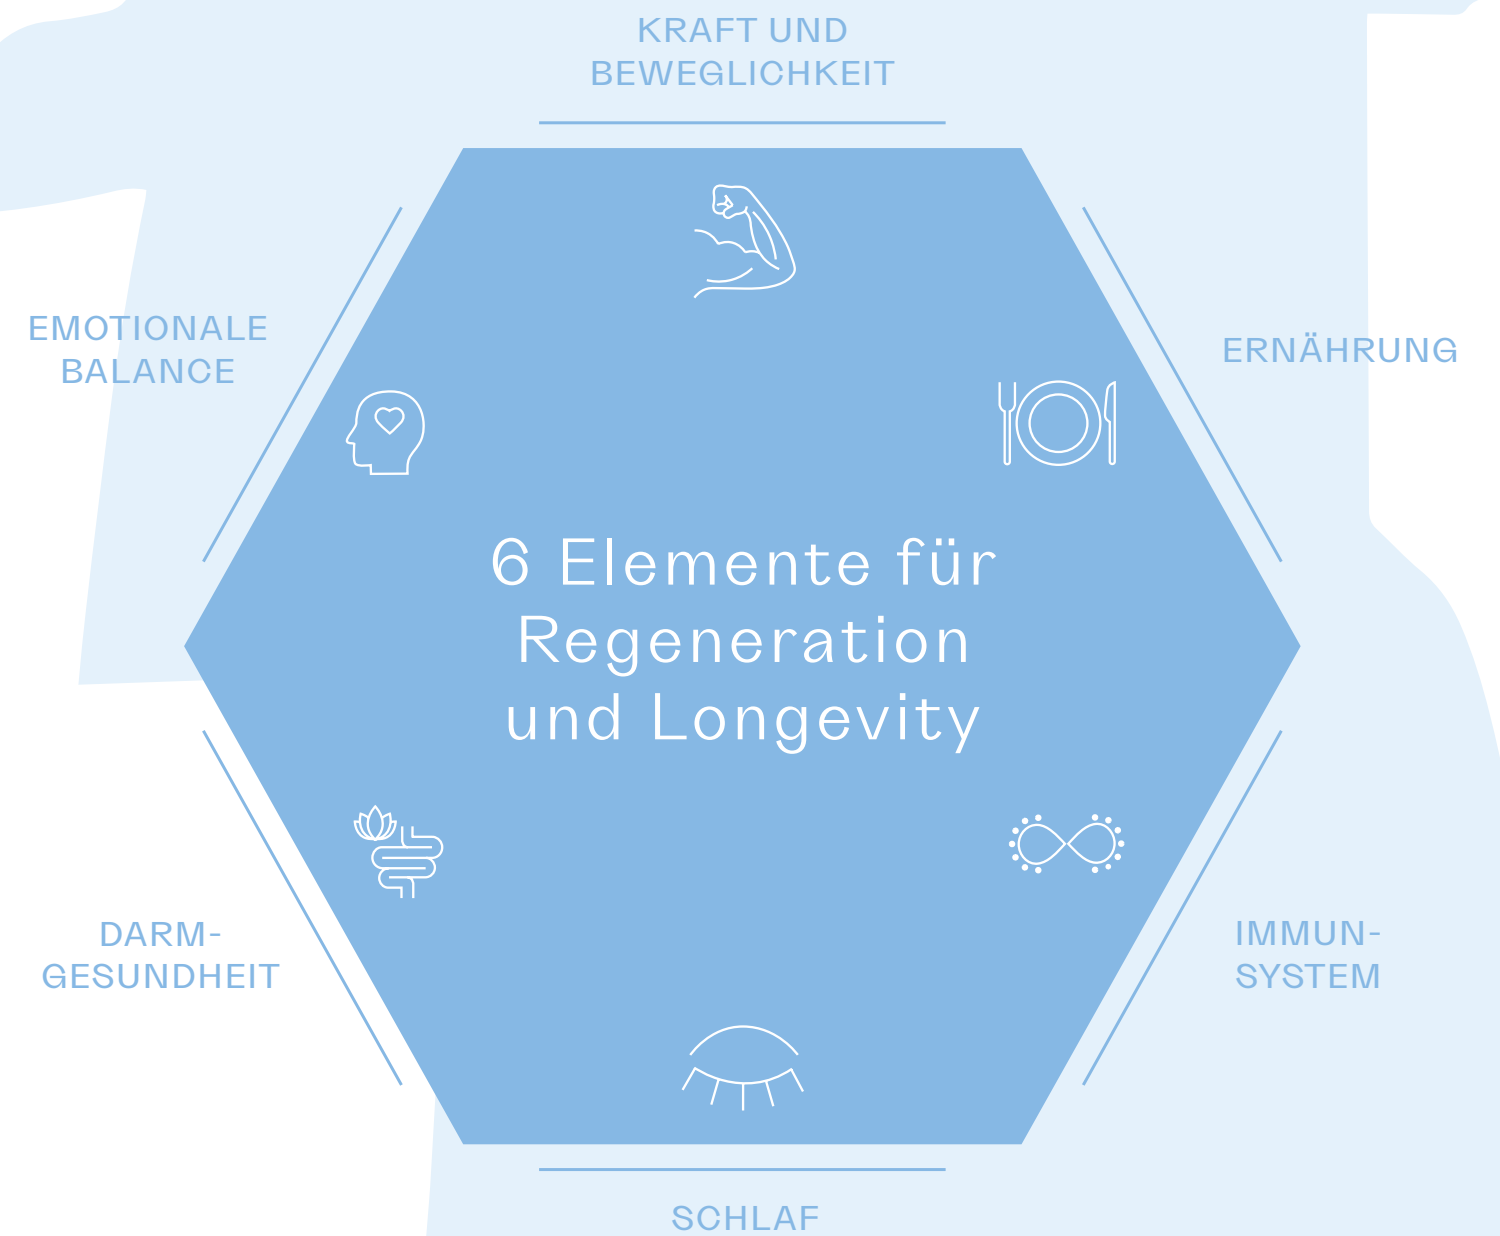 KRAFT UND
BEWEGLICHKEIT
EMOTIONALE
BALANCE
ERNÄHRUNG
6 Elemente für
Regeneration
und Longevity
DARM-
GESUNDHEIT
IMMUN-
SYSTEM
SCHLAF